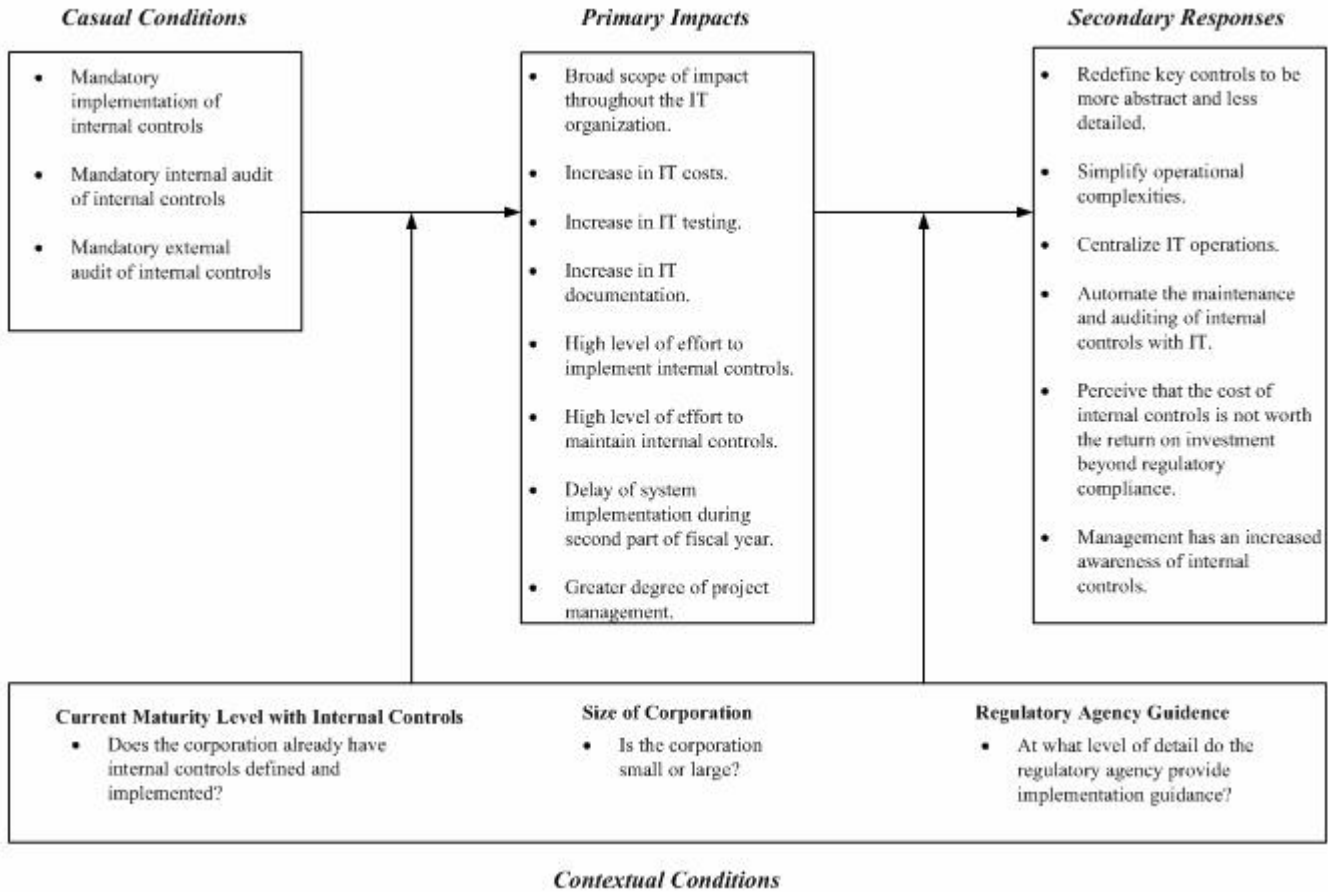 Casual Conditions
Mandatory
implementation of
internal controls
Mandatory internal audit
of internal controls
Mandatory external
audit of internal controls
Primary Impacts
Broad scope of impact
throughout the IT
organization.
Increase in IT costs.
Increase in IT testing.
Increase in IT
documentation.
High level of effort to
implement internal controls.
High level of effort to
maintain internal controls.
Delay of system
implementation during
second part of fiscal year.
Greater degree of project
management.
Secondary Responses
Redefine key controls to be
more abstract and less
detailed.
Simplify operational
complexities.
Centralize IT operations.
Automate the maintenance
and auditing of internal
controls with IT.
Perceive that the cost of
internal controls is not worth
the return on investment
beyond regulatory
compliance.
Management has an increased
awareness of internal
controls.
Current Maturity Level with Internal Controls
Does the corporation already have
internal controls defined and
implemented?
Size of Corporation
Is the corporation
small or large?
Regulatory Agency Guidence
At what level of detail do the
regulatory agency provide
implementation guidance?
Contextual Conditions